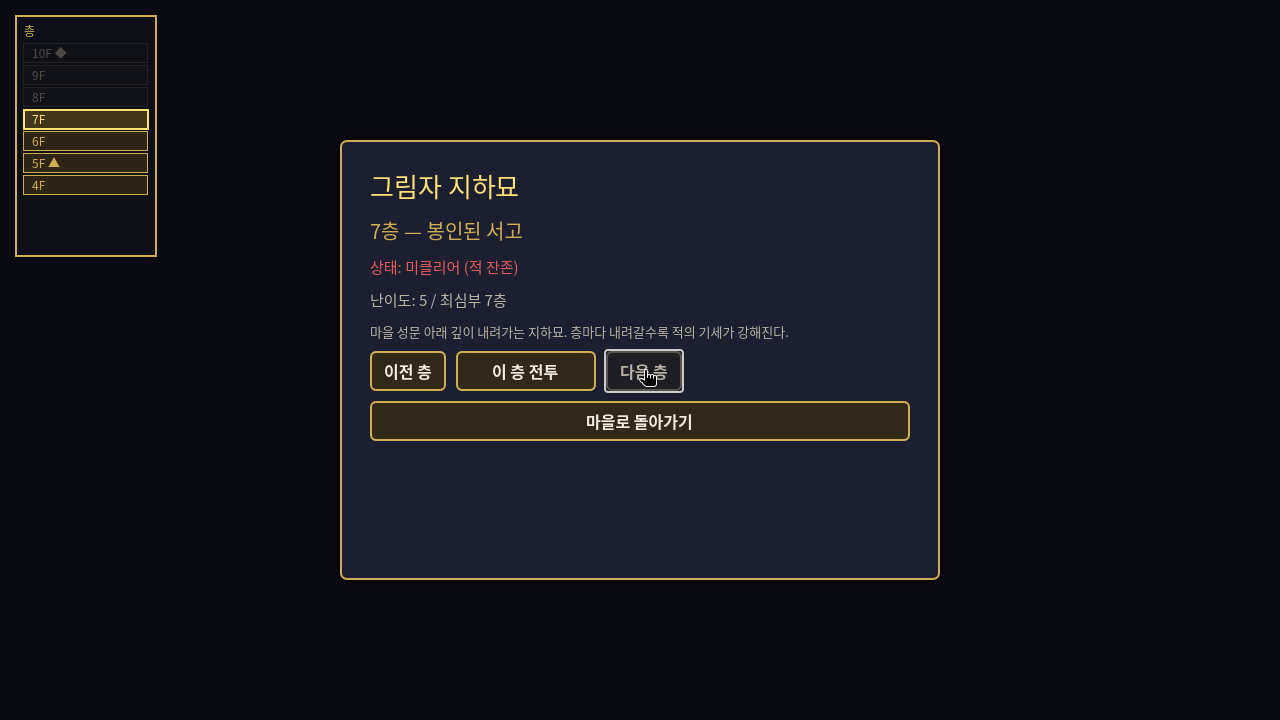 층
10F ◆
9F
8F
7F
6F
5F ▲
4F
그림자 지하묘
7층 — 봉인된 서고
상태: 미클리어 (적 잔존)
난이도: 5 / 최심부 7층
마을 성문 아래 깊이 내려가는 지하묘. 층마다 내려갈수록 적의 기세가 강해진다.
이전 층 이 층 전투 다음 층
마을로 돌아가기